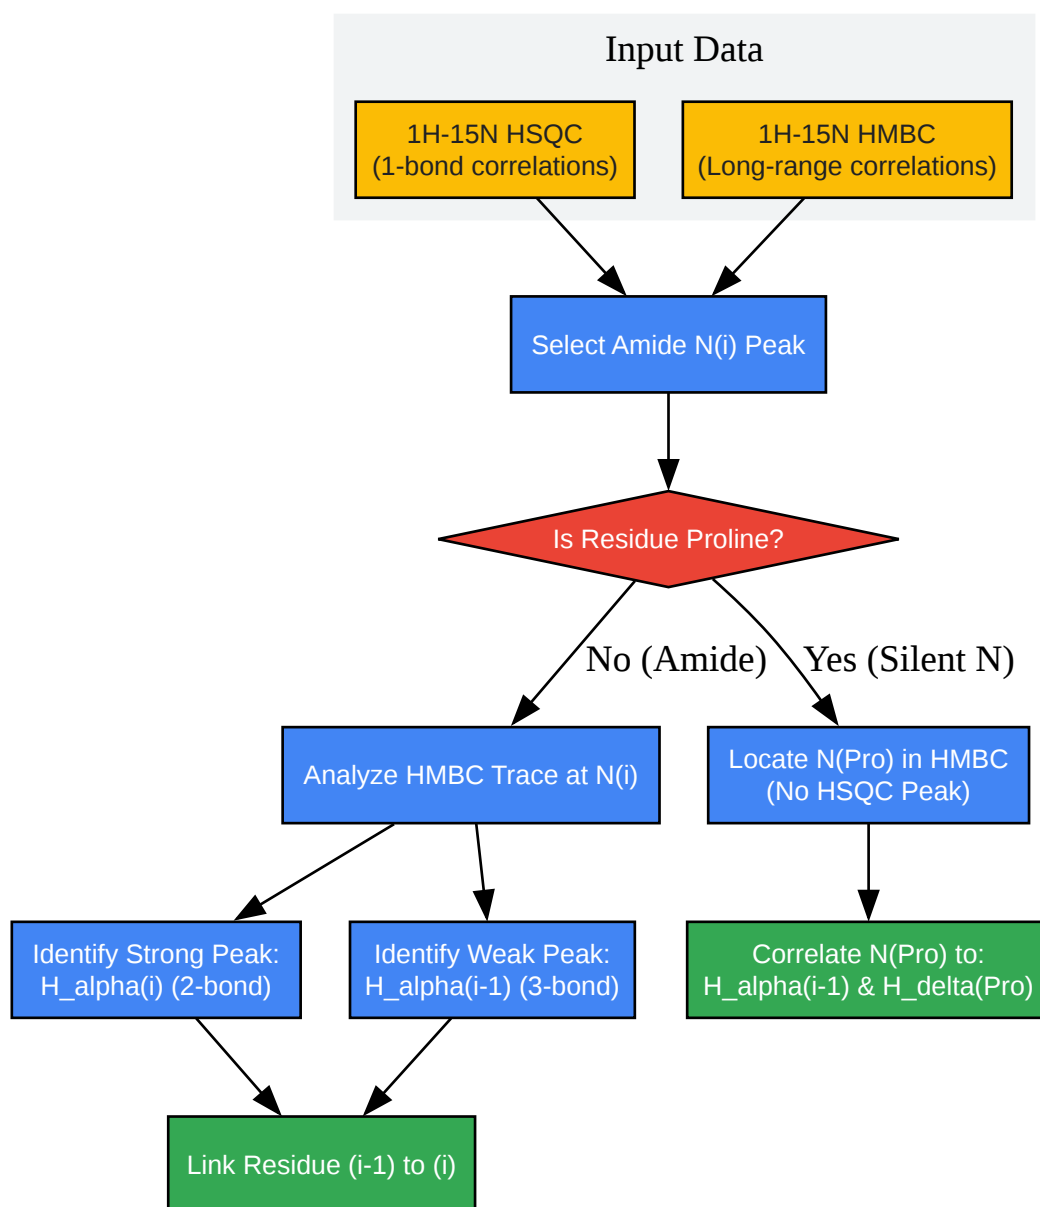 Input Data
1H-15N HSQC
(1-bond correlations)
1H-15N HMBC
(Long-range correlations)
Select Amide N(i) Peak
Is Residue Proline?
No (Amide)
Yes (Silent N)
Analyze HMBC Trace at N(i)
Locate N(Pro) in HMBC
(No HSQC Peak)
Identify Strong Peak:
H_alpha(i) (2-bond)
Identify Weak Peak:
H_alpha(i-1) (3-bond)
Correlate N(Pro) to:
H_alpha(i-1) & H_delta(Pro)
Link Residue (i-1) to (i)